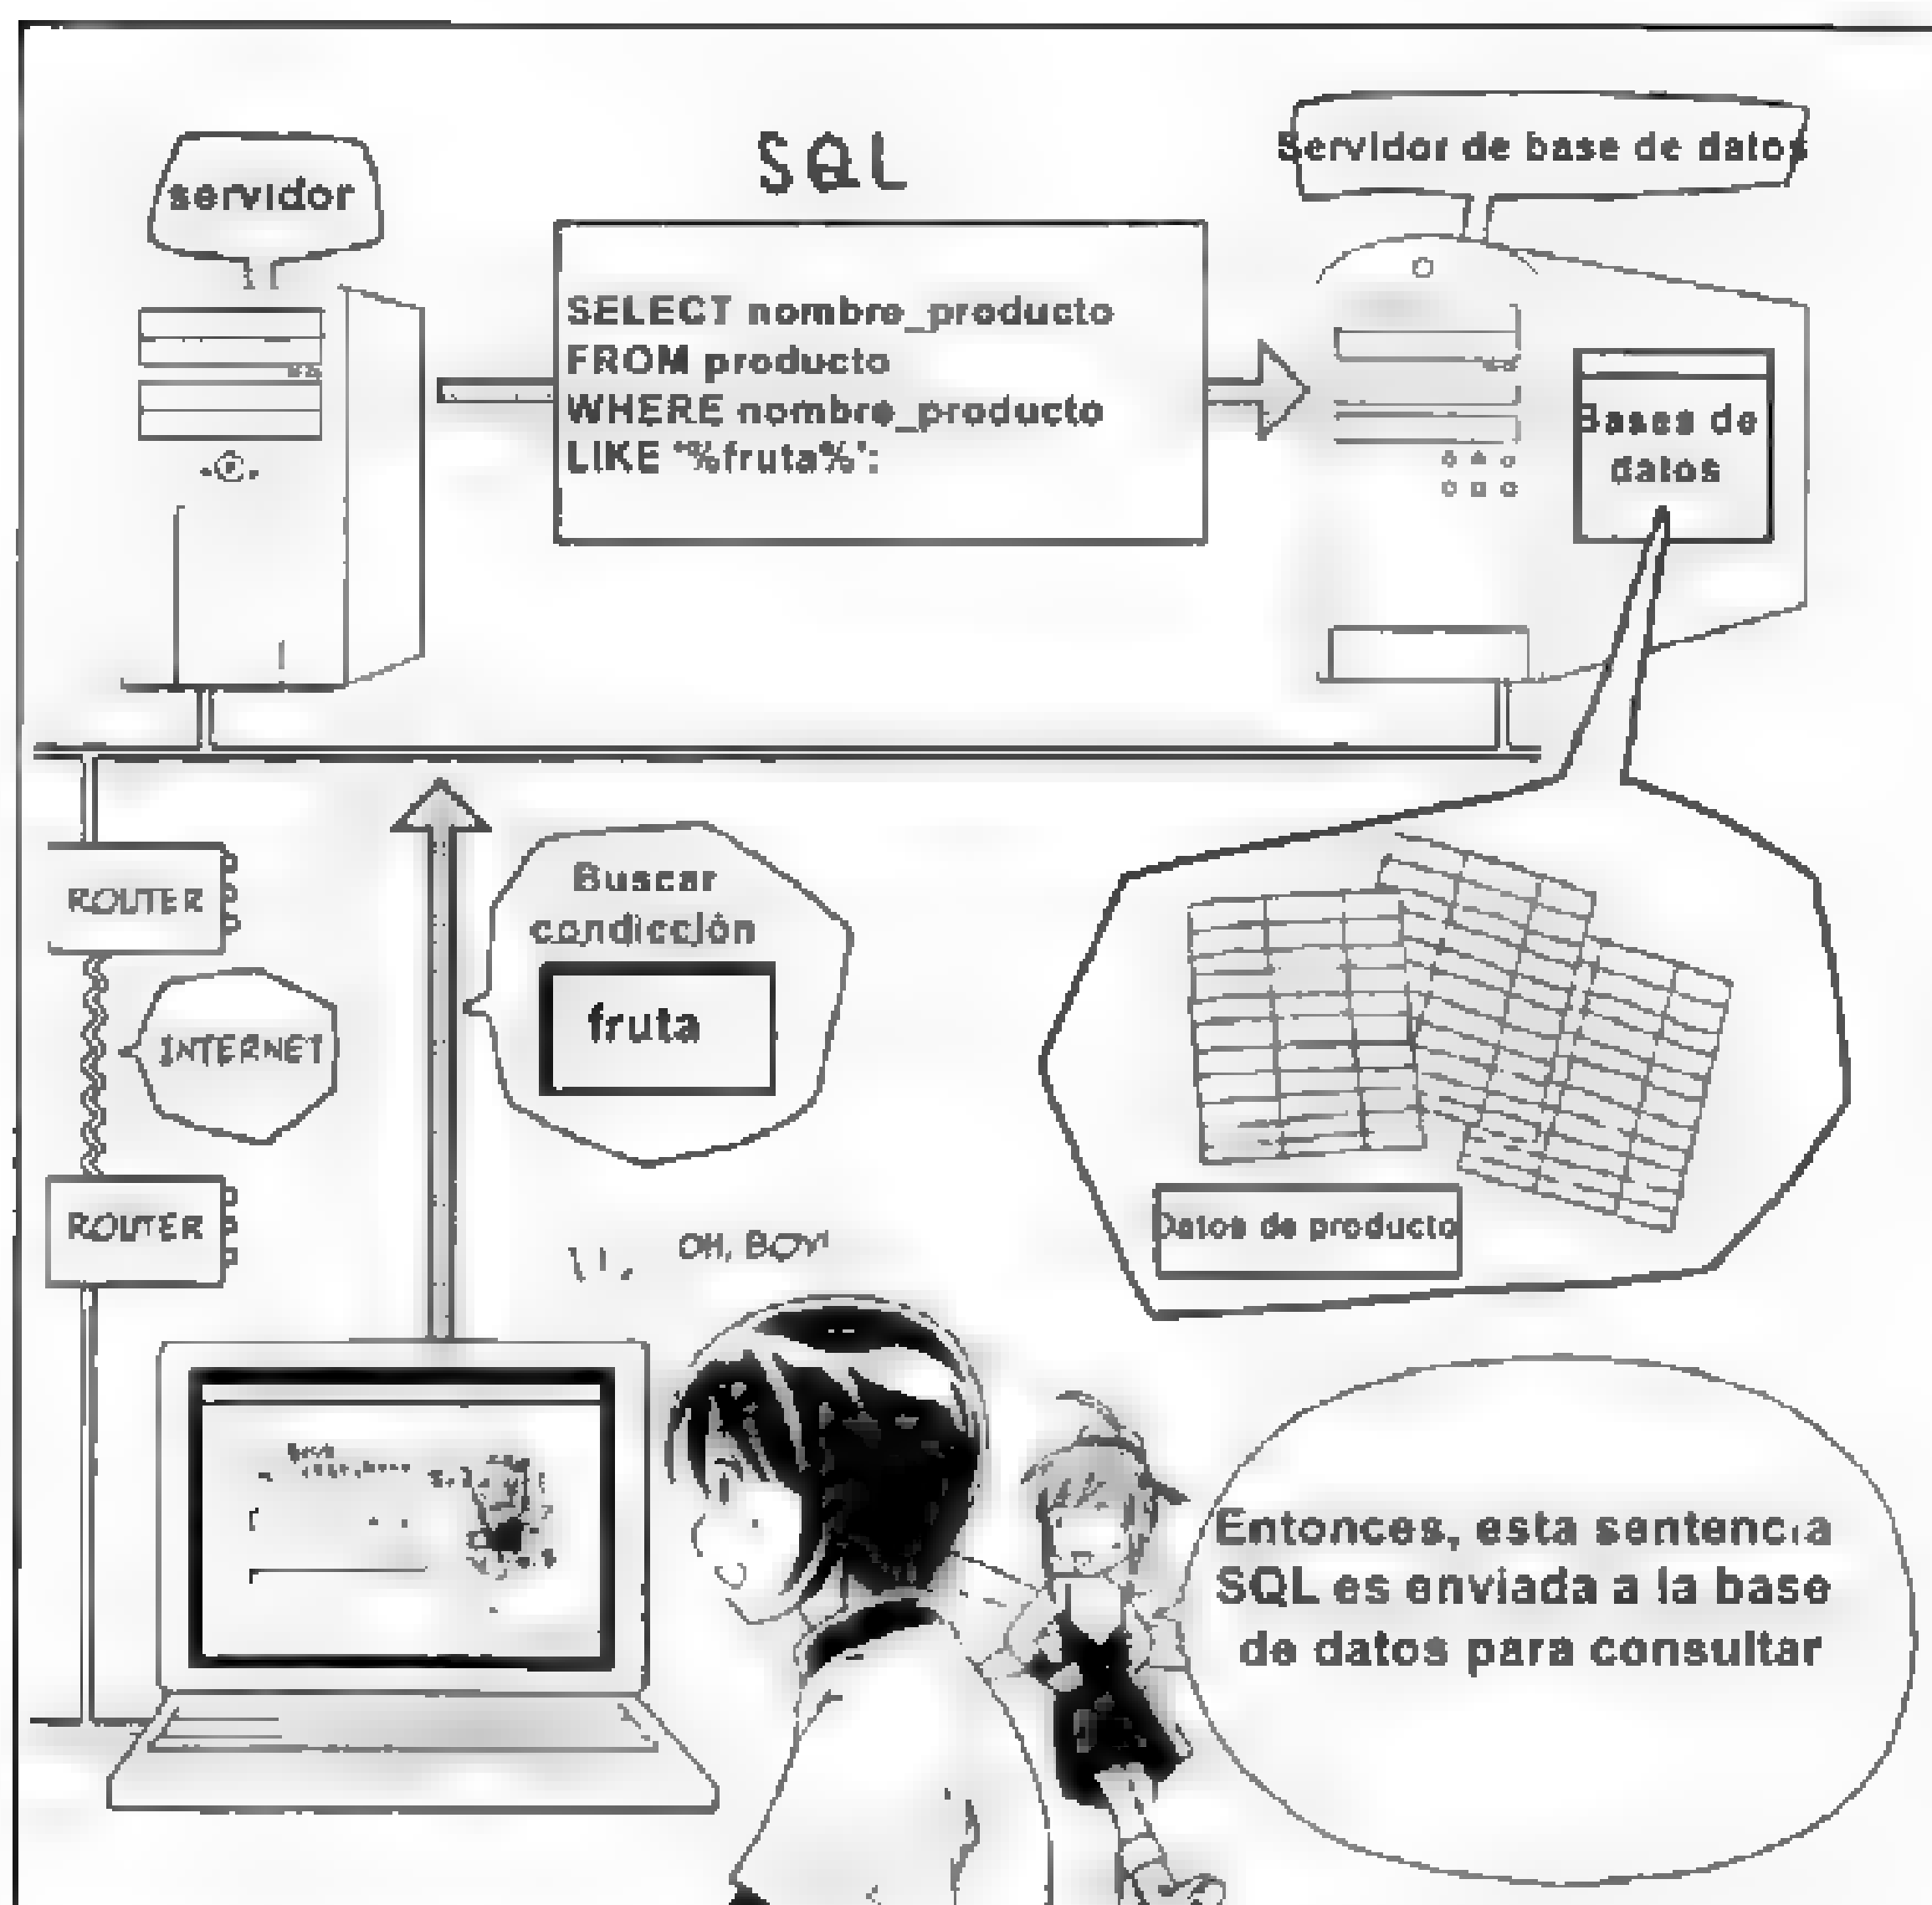 SQL
servidor
Servidor de base de datos
SELECT nombre_producto
FROM producto
WHERE nombre_producto
LIKE '%fruta%';
Bases de
datos
ROUTER
INTERNET
ROUTER
Buscar
condicción
fruta
Datos de producto
OH, BOY!
Entonces, esta sentencia
SQL es enviada a la base
de datos para consultar